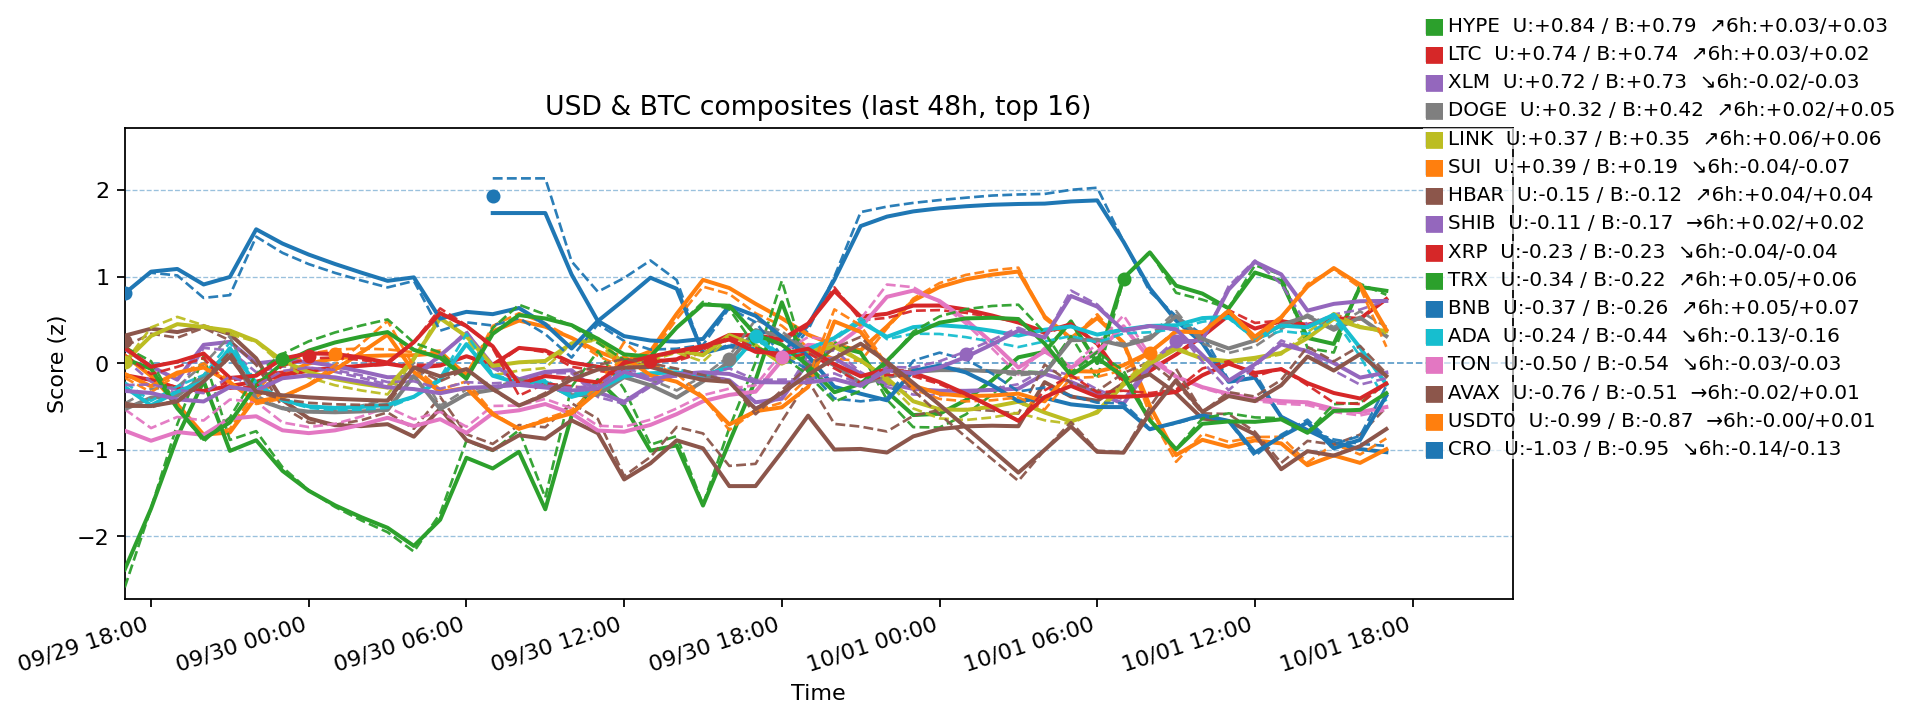 HYPE  U:+0.84 / B:+0.79  ↗6h:+0.03/+0.03
LTC  U:+0.74 / B:+0.74  ↗6h:+0.03/+0.02
XLM  U:+0.72 / B:+0.73  ↘6h:-0.02/-0.03
DOGE  U:+0.32 / B:+0.42  ↗6h:+0.02/+0.05
LINK  U:+0.37 / B:+0.35  ↗6h:+0.06/+0.06
SUI  U:+0.39 / B:+0.19  ↘6h:-0.04/-0.07
HBAR  U:-0.15 / B:-0.12  ↗6h:+0.04/+0.04
SHIB  U:-0.11 / B:-0.17  →6h:+0.02/+0.02
XRP  U:-0.23 / B:-0.23  ↘6h:-0.04/-0.04
TRX  U:-0.34 / B:-0.22  ↗6h:+0.05/+0.06
BNB  U:-0.37 / B:-0.26  ↗6h:+0.05/+0.07
ADA  U:-0.24 / B:-0.44  ↘6h:-0.13/-0.16
TON  U:-0.50 / B:-0.54  ↘6h:-0.03/-0.03
AVAX  U:-0.76 / B:-0.51  →6h:-0.02/+0.01
USDT0  U:-0.99 / B:-0.87  →6h:-0.00/+0.01
CRO  U:-1.03 / B:-0.95  ↘6h:-0.14/-0.13
USD & BTC composites (last 48h, top 16)
Score (z)
2
1
0
−1
−2
09/29 18:00
09/30 00:00
09/30 06:00
09/30 12:00
09/30 18:00
10/01 00:00
10/01 06:00
10/01 12:00
10/01 18:00
Time